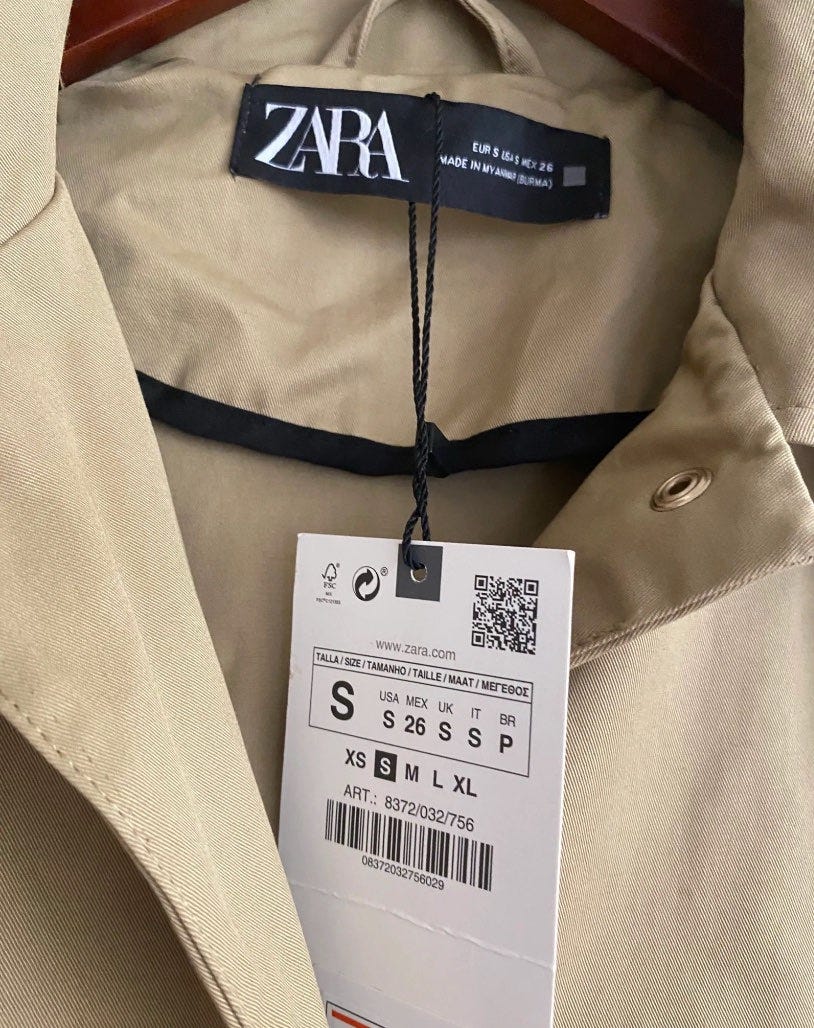 ZARA
EUR S USA S MEX 26
MADE IN MYANMAR (BURMA)
FSC
www.zara.com
TALLA / SIZE / TAMANHO / TAILLE / MAAT / ΜΕΓΕΘΟΣ
S
USA MEX UK IT BR
S 26 S S P
XS S M L XL
ART.: 8372/032/756
08372032756029